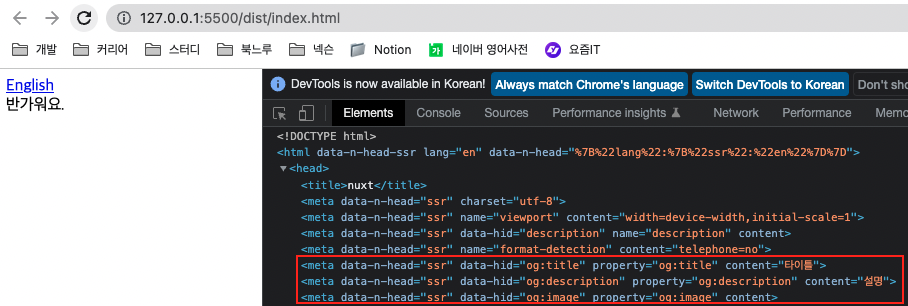 127.0.0.1:5500/dist/index.html
개발 커리어 스터디 북느루 넥슨 Notion 네이버 영어사전 요즘IT
English
반가워요.
DevTools is now available in Korean! Always match Chrome's language Switch DevTools to Korean Don't sho
Elements Console Sources Performance insights Network Performance Memo
<!DOCTYPE html>
<html data-n-head-ssr lang="en" data-n-head="%7B%22lang%22:%7B%22ssr%22:%22en%22%7D%7D">
<head>
<title>nuxt</title>
<meta data-n-head="ssr" charset="utf-8">
<meta data-n-head="ssr" name="viewport" content="width=device-width,initial-scale=1">
<meta data-n-head="ssr" data-hid="description" name="description" content>
<meta data-n-head="ssr" name="format-detection" content="telephone=no">
<meta data-n-head="ssr" data-hid="og:title" property="og:title" content="타이틀">
<meta data-n-head="ssr" data-hid="og:description" property="og:description" content="설명">
<meta data-n-head="ssr" data-hid="og:image" property="og:image" content>